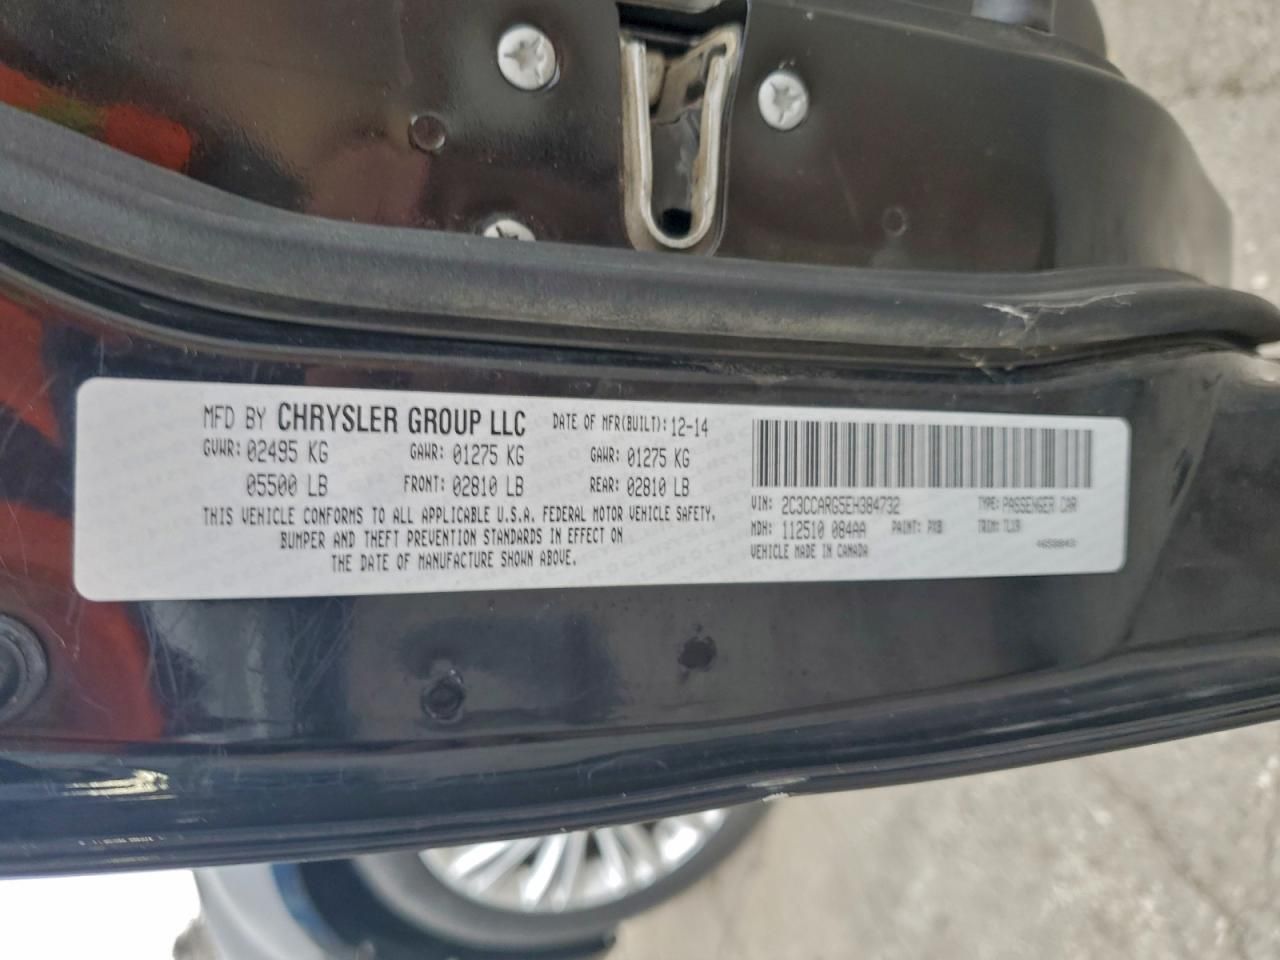 MFD BY CHRYSLER GROUP LLC DATE OF MFR(BUILT): 12-14
GVWR: 02495 KG GAWR: 01275 KG GAWR: 01275 KG
05500 LB FRONT: 02810 LB REAR: 02810 LB
THIS VEHICLE CONFORMS TO ALL APPLICABLE U.S.A. FEDERAL MOTOR VEHICLE SAFETY,
BUMPER AND THEFT PREVENTION STANDARDS IN EFFECT ON
THE DATE OF MANUFACTURE SHOWN ABOVE.
VIN: 2C3CCARG5EH384732 TYPE: PASSENGER CAR
MDH: 112510 084AA PAINT: PXB TRIM: TLX9
VEHICLE MADE IN CANADA